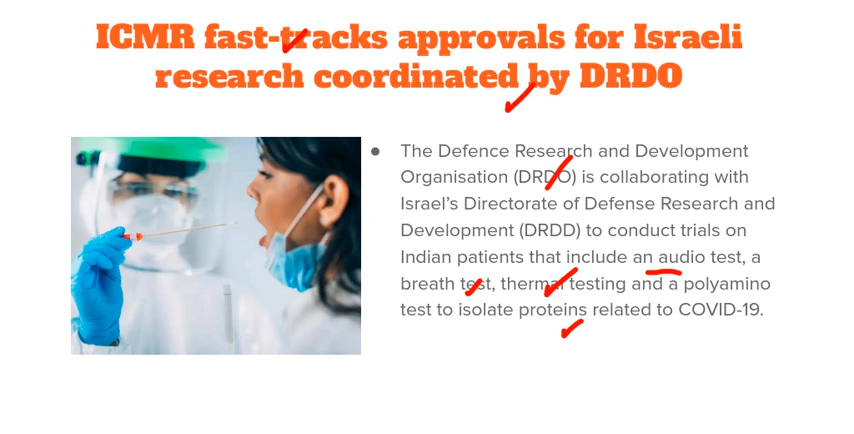 ICMR fast-tracks approvals for Israeli
research coordinated by DRDO
The Defence Research and Development
Organisation (DRDO) is collaborating with
Israel's Directorate of Defense Research and
Development (DRDD) to conduct trials on
Indian patients that include an audio test, a
breath test, thermal testing and a polyamino
test to isolate proteins related to COVID-19.